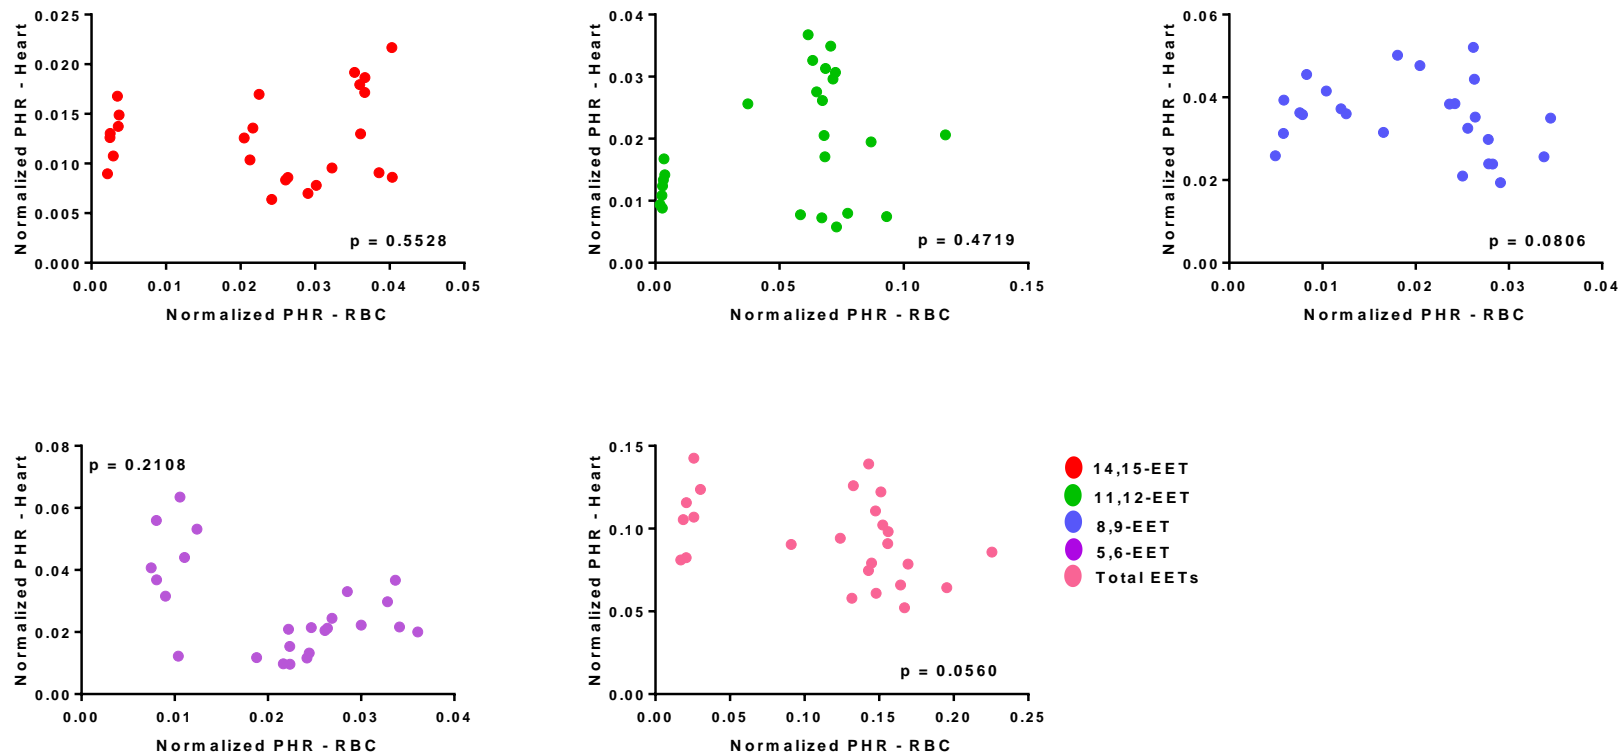 Normalized PHR - Heart
0.025
0.020
0.015
0.010
0.005
0.000
p = 0.5528
0.00 0.01 0.02 0.03 0.04 0.05
Normalized PHR - RBC
Normalized PHR - Heart
0.04
0.03
0.02
0.01
0.00
p = 0.4719
0.00 0.05 0.10 0.15
Normalized PHR - RBC
Normalized PHR - Heart
0.06
0.04
0.02
0.00
p = 0.0806
0.00 0.01 0.02 0.03 0.04
Normalized PHR - RBC
Normalized PHR - Heart
0.08
0.06
0.04
0.02
0.00
p = 0.2108
0.00 0.01 0.02 0.03 0.04
Normalized PHR - RBC
Normalized PHR - Heart
0.15
0.10
0.05
0.00
p = 0.0560
0.00 0.05 0.10 0.15 0.20 0.25
Normalized PHR - RBC
14,15-EET
11,12-EET
8,9-EET
5,6-EET
Total EETs